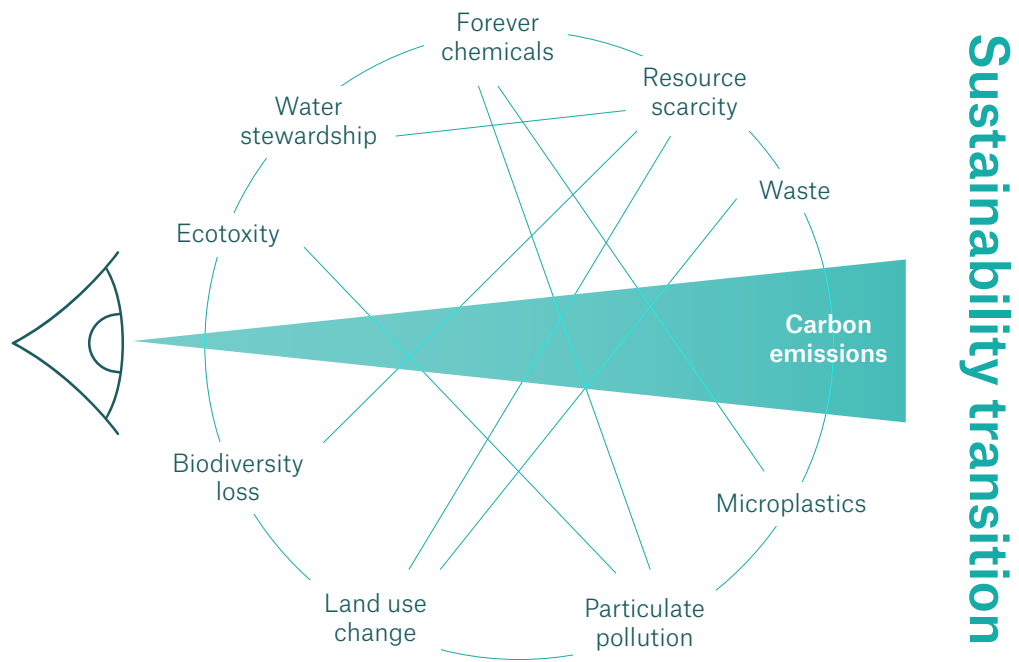 Forever
chemicals
Resource
scarcity
Water
stewardship
Waste
Ecotoxity
Carbon
emissions
Biodiversity
loss
Microplastics
Land use
change
Particulate
pollution
Sustainability transition